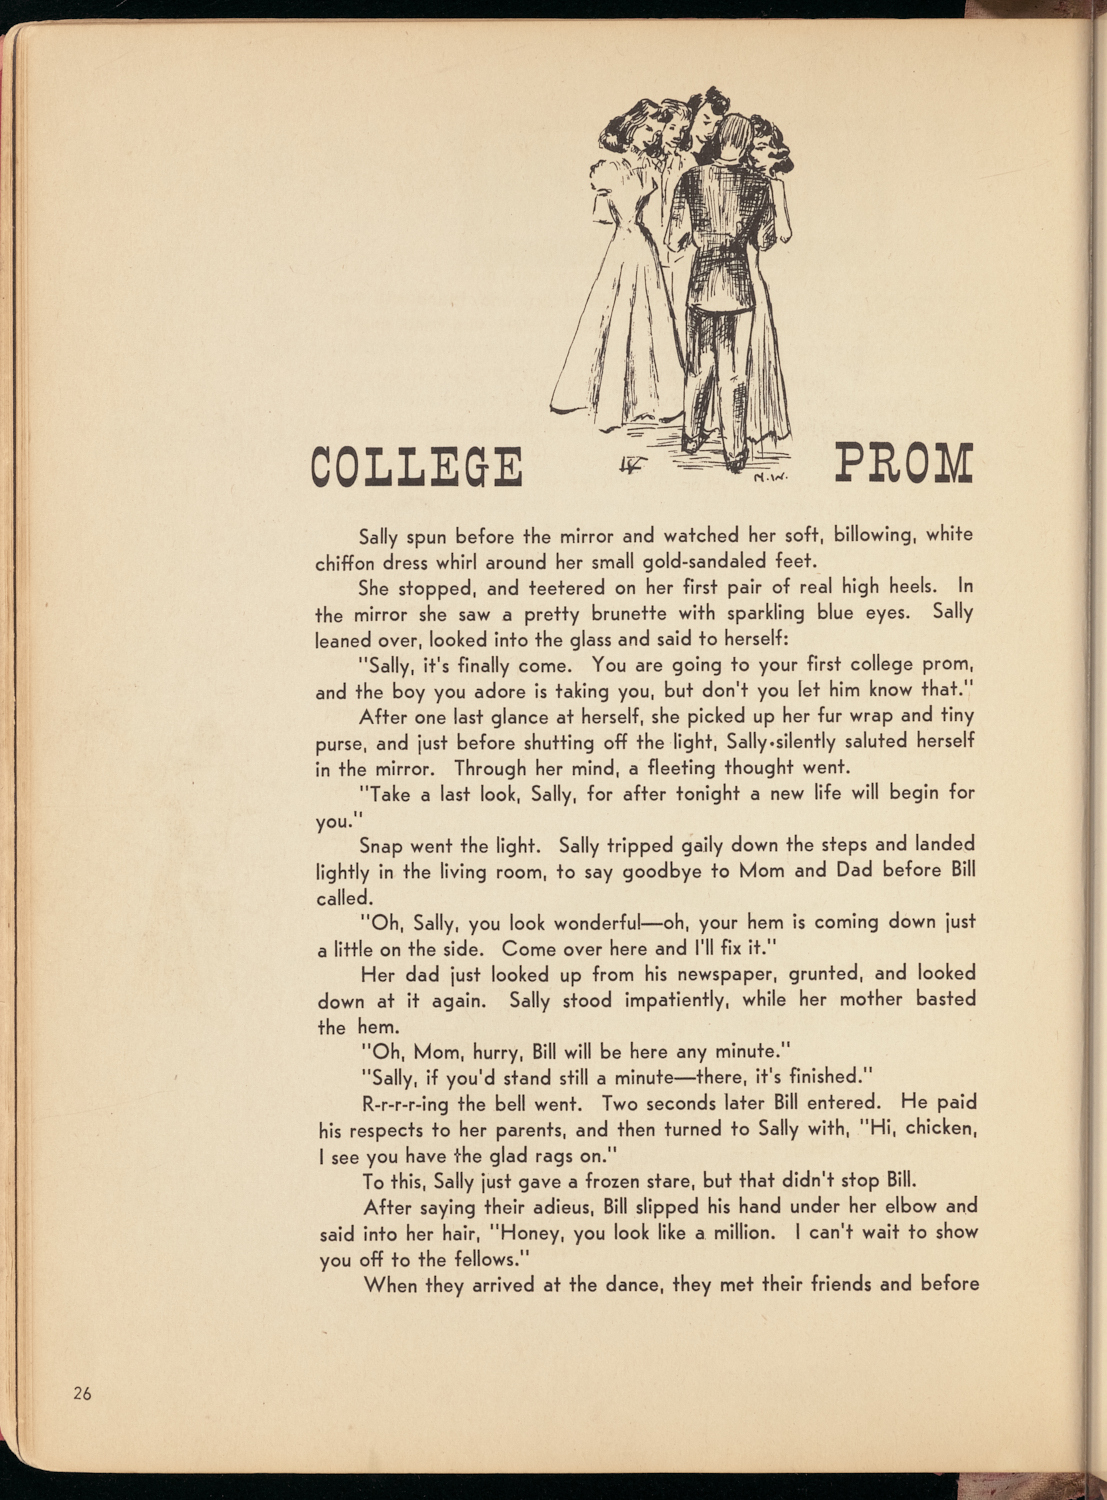 COLLEGE PROM
N.W.
Sally spun before the mirror and watched her soft, billowing, white
chiffon dress whirl around her small gold-sandaled feet.
She stopped, and teetered on her first pair of real high heels. In
the mirror she saw a pretty brunette with sparkling blue eyes. Sally
leaned over, looked into the glass and said to herself:
"Sally, it's finally come. You are going to your first college prom,
and the boy you adore is taking you, but don't you let him know that."
After one last glance at herself, she picked up her fur wrap and tiny
purse, and just before shutting off the light, Sally silently saluted herself
in the mirror. Through her mind, a fleeting thought went.
"Take a last look, Sally, for after tonight a new life will begin for
you."
Snap went the light. Sally tripped gaily down the steps and landed
lightly in the living room, to say goodbye to Mom and Dad before Bill
called.
"Oh, Sally, you look wonderful—oh, your hem is coming down just
a little on the side. Come over here and I'll fix it."
Her dad just looked up from his newspaper, grunted, and looked
down at it again. Sally stood impatiently, while her mother basted
the hem.
"Oh, Mom, hurry, Bill will be here any minute."
"Sally, if you'd stand still a minute—there, it's finished."
R-r-r-r-ing the bell went. Two seconds later Bill entered. He paid
his respects to her parents, and then turned to Sally with, "Hi, chicken,
I see you have the glad rags on."
To this, Sally just gave a frozen stare, but that didn't stop Bill.
After saying their adieus, Bill slipped his hand under her elbow and
said into her hair, "Honey, you look like a million. I can't wait to show
you off to the fellows."
When they arrived at the dance, they met their friends and before
26